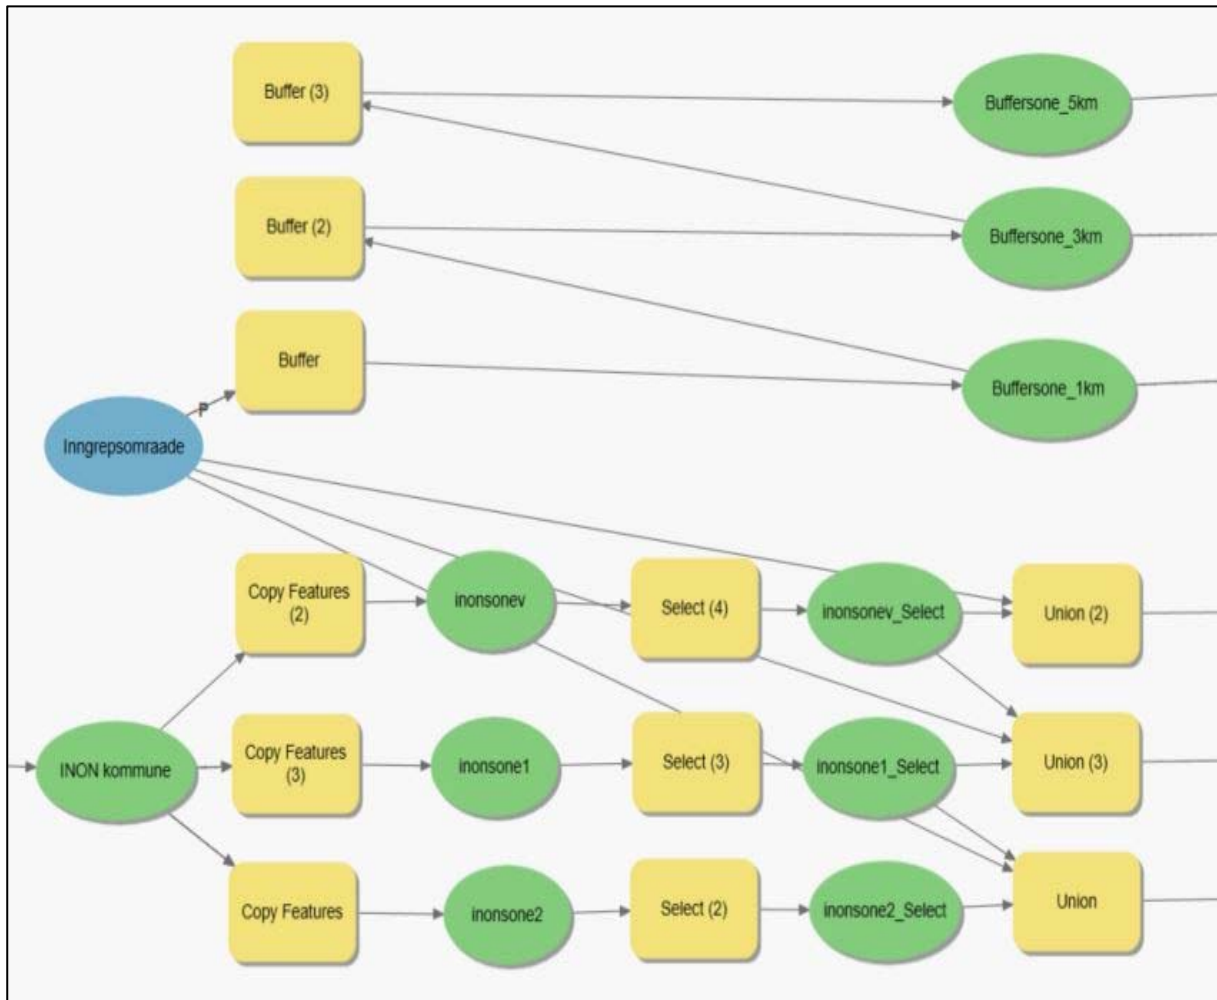 Buffer (3)
Buffersone_5km
Buffer (2)
Buffersone_3km
Buffer
Buffersone_1km
P
Inngrepsomraade
Copy Features
(2)
inonsonev
Select (4)
inonsonev_Select
Union (2)
INON kommune
Copy Features
(3)
inonsone1
Select (3)
inonsone1_Select
Union (3)
Copy Features
inonsone2
Select (2)
inonsone2_Select
Union